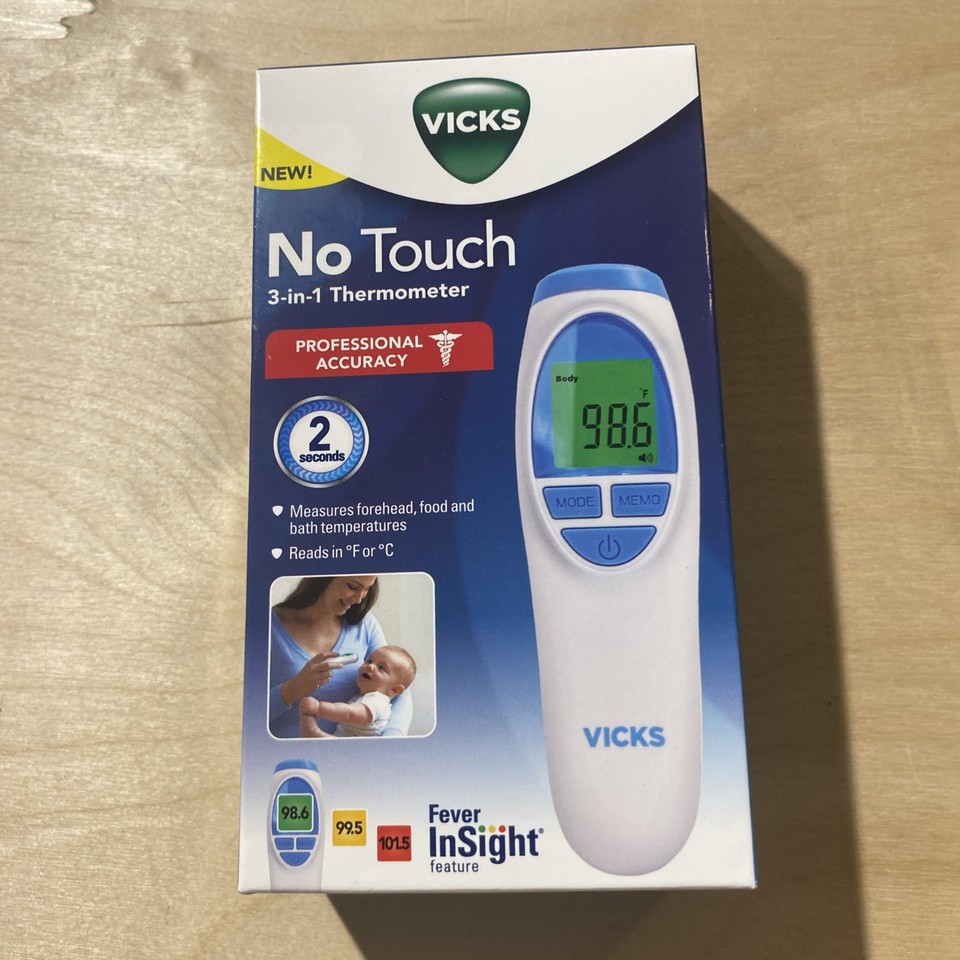 VICKS
NEW!
No Touch
3-in-1 Thermometer
PROFESSIONAL
ACCURACY
2
seconds
Measures forehead, food and
bath temperatures
Reads in °F or °C
Body
°F
98.6
MODE
MEMO
VICKS
98.6
99.5
101.5
Fever
InSight®
feature